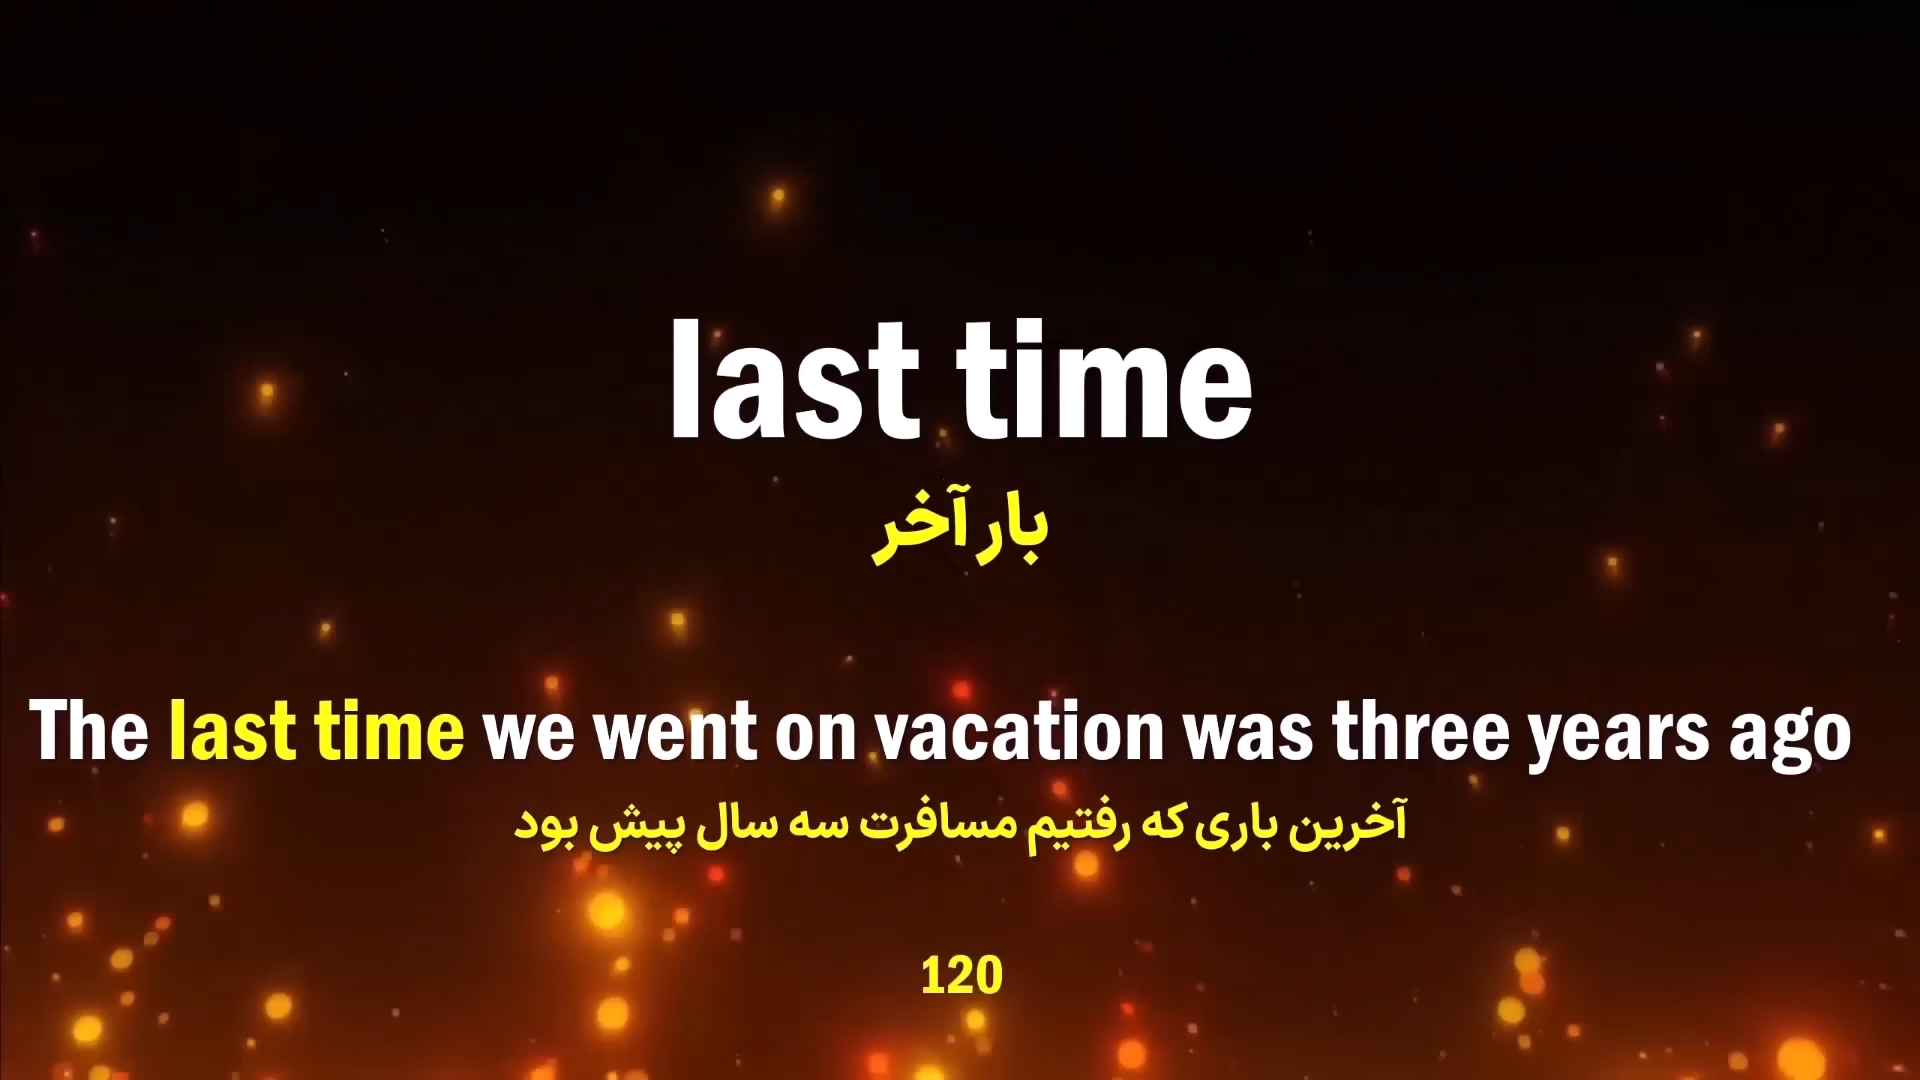 last time
بار آخر
The last time we went on vacation was three years ago
آخرین باری که رفتیم مسافرت سه سال پیش بود
120